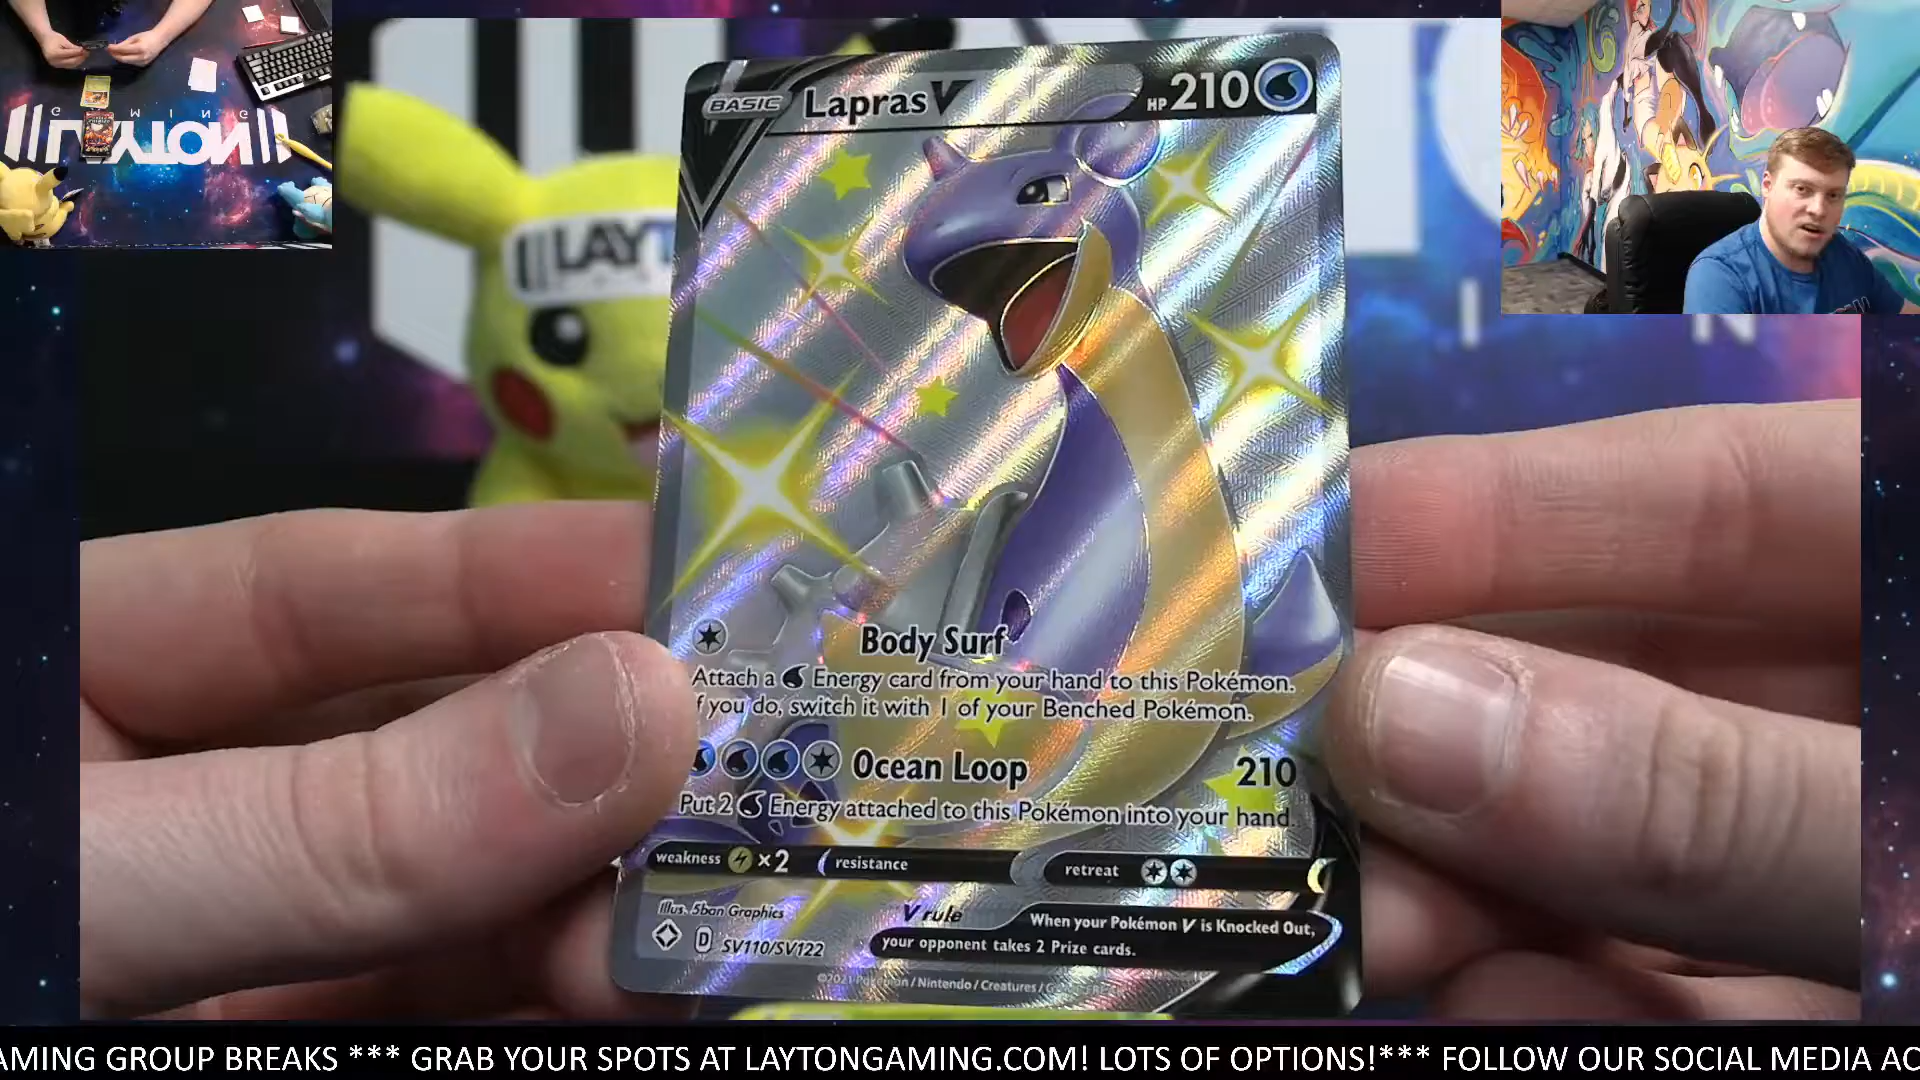 BASIC Lapras V HP 210
LAYT
I N
Body Surf
Attach a Energy card from your hand to this Pokémon.
If you do, switch it with 1 of your Benched Pokémon.
Ocean Loop 210
Put 2 Energy attached to this Pokémon into your hand.
weakness ×2 resistance retreat
Illus. 5ban Graphics
V rule When your Pokémon V is Knocked Out,
your opponent takes 2 Prize cards.
D SV110/SV122
©2021 Pokémon / Nintendo / Creatures /
AMING GROUP BREAKS *** GRAB YOUR SPOTS AT LAYTONGAMING.COM! LOTS OF OPTIONS!*** FOLLOW OUR SOCIAL MEDIA AC